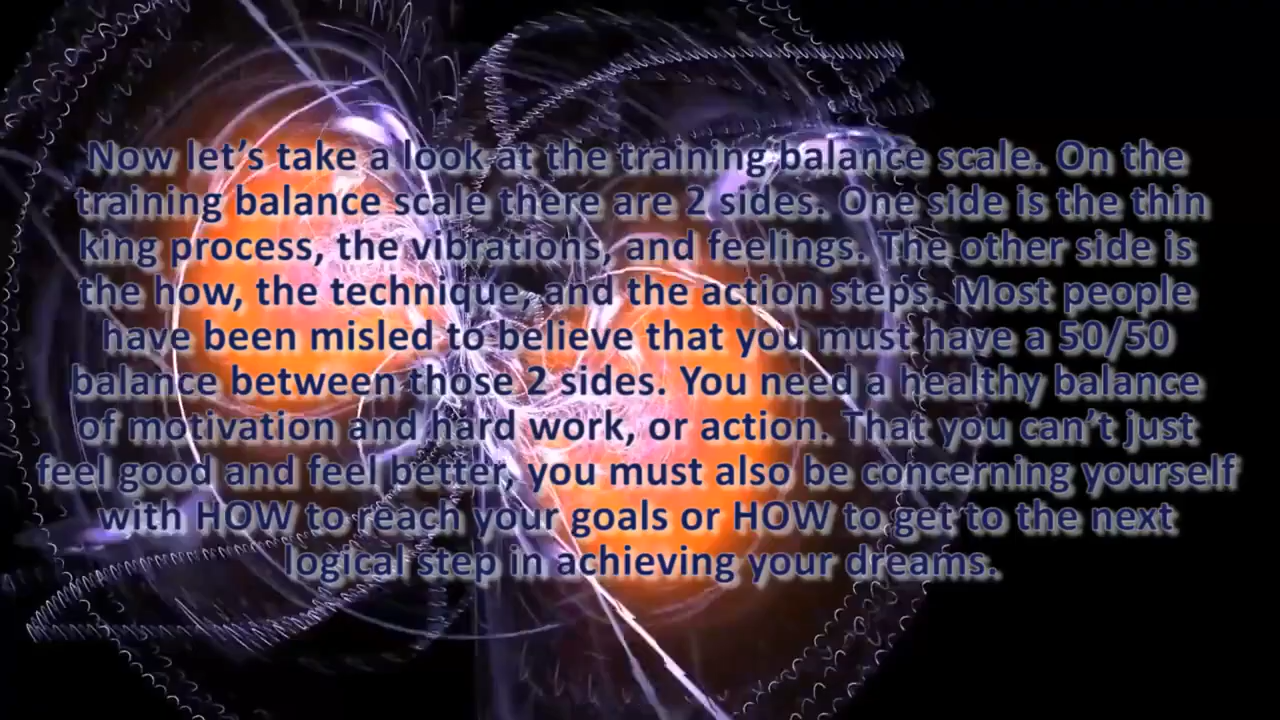 Now let’s take a look at the training balance scale. On the
training balance scale there are 2 sides. One side is the thin
king process, the vibrations, and feelings. The other side is
the how, the technique, and the action steps. Most people
have been misled to believe that you must have a 50/50
balance between those 2 sides. You need a healthy balance
of motivation and hard work, or action. That you can’t just
feel good and feel better, you must also be concerning yourself
with HOW to reach your goals or HOW to get to the next
logical step in achieving your dreams.